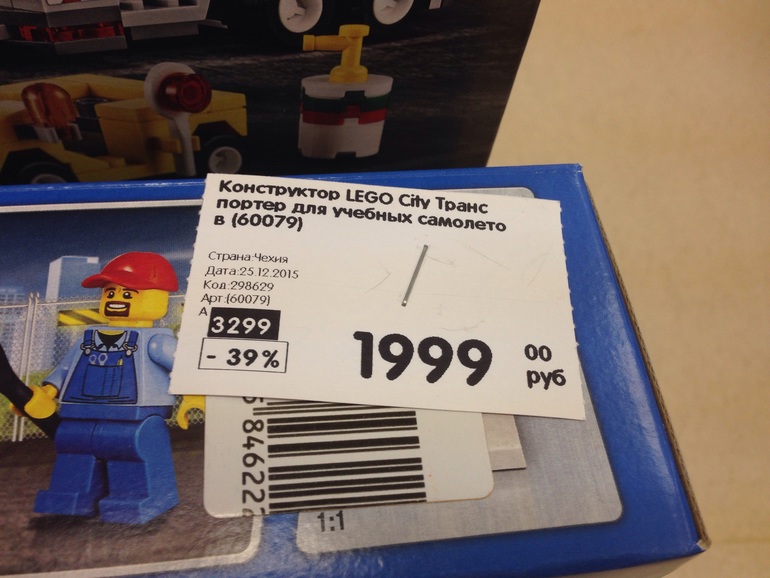 Конструктор LEGO City Транс
портер для учебных самолето
в (60079)
Страна:Чехия
Дата:25.12.2015
Код:298629
Арт:(60079)
А
3299
- 39%
1999
00
руб
84622
1:1